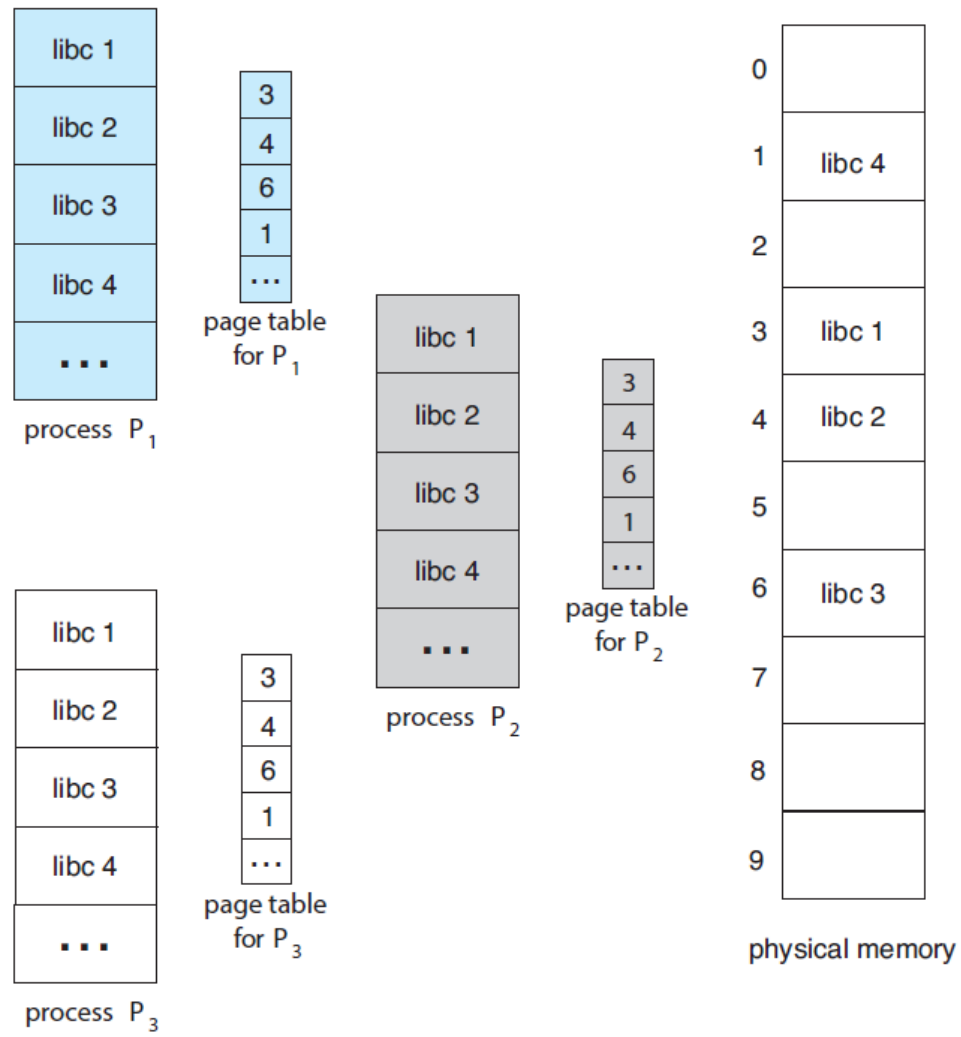 libc 1
libc 2
libc 3
libc 4
...
process P1
3
4
6
1
...
page table
for P1
libc 1
libc 2
libc 3
libc 4
...
process P2
3
4
6
1
...
page table
for P2
libc 1
libc 2
libc 3
libc 4
...
process P3
3
4
6
1
...
page table
for P3
0
1 libc 4
2
3 libc 1
4 libc 2
5
6 libc 3
7
8
9
physical memory